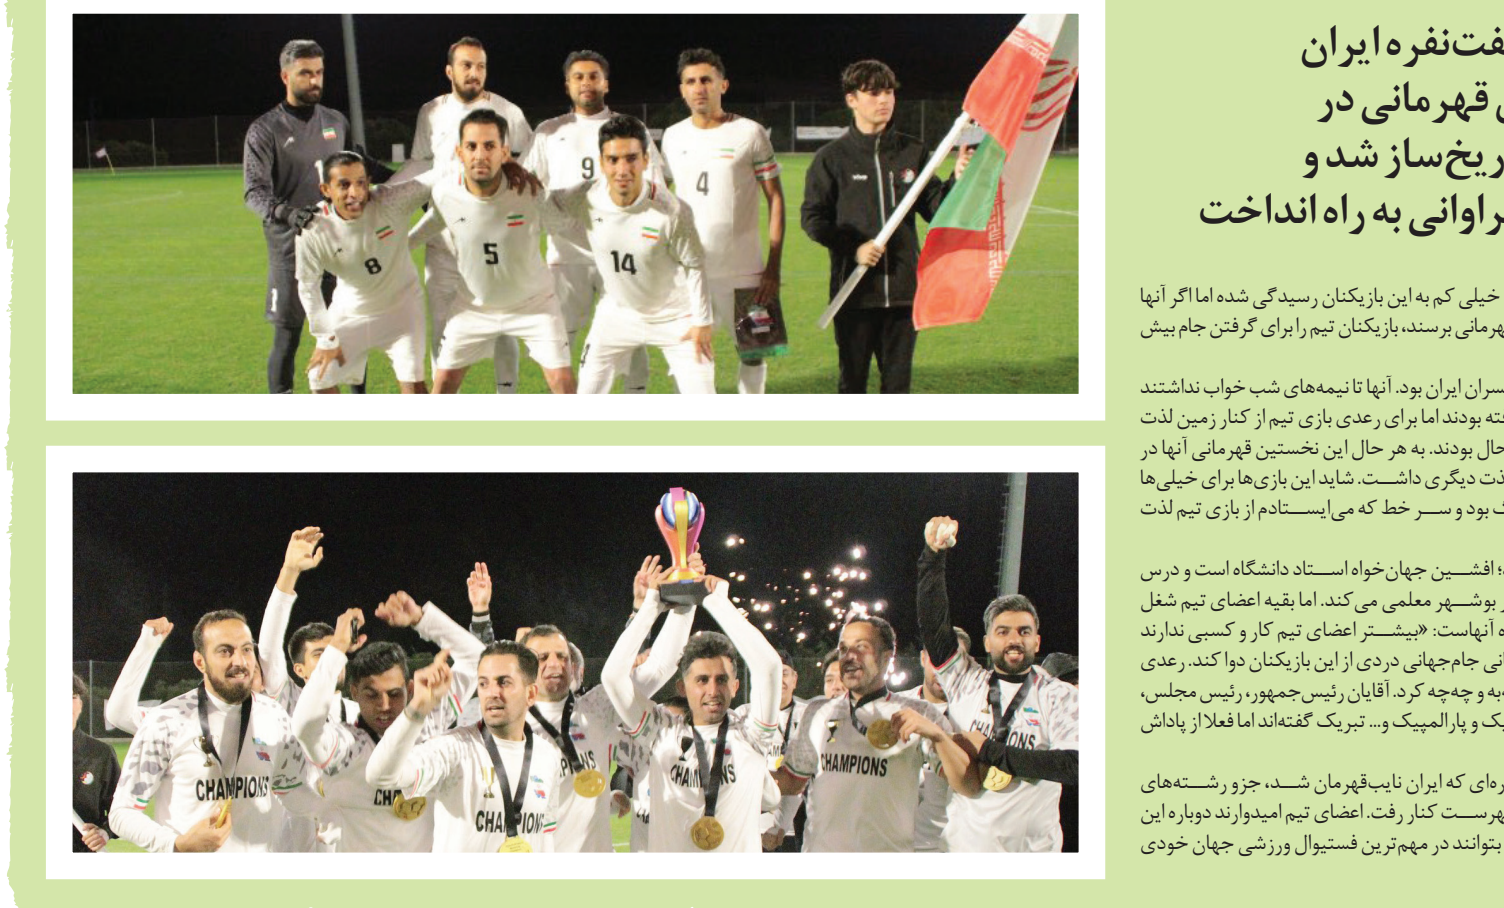 فت‌نفره ایران
قهرمانی در
ریخ‌ساز شد و
راوانی به راه انداخت
خیلی کم به این بازیکنان رسیدگی شده اما اگر آنها
هرمانی برسند، بازیکنان تیم را برای گرفتن جام بیش
سران ایران بود. آنها تا نیمه‌های شب خواب نداشتند
فته بودند اما برای رعدی بازی تیم از کنار زمین لذت
حال بودند. به هر حال این نخستین قهرمانی آنها در
ذت دیگری داشت. شاید این بازی‌ها برای خیلی‌ها
بود و سر خط که می‌ایستادم از بازی تیم لذت
افشین جهان‌خواه استاد دانشگاه است و درس
ر بوشهر معلمی می‌کند. اما بقیه اعضای تیم شغل
ه آنهاست: «بیشتر اعضای تیم کار و کسبی ندارند
انی جام‌جهانی دردی از این بازیکنان دوا کند. رعدی
به و چه‌چه کرد. آقایان رئیس‌جمهور، رئیس مجلس،
یک و پارالمپیک و... تبریک گفته‌اند اما فعلا از پاداش
ره‌ای که ایران نایب‌قهرمان شد، جزو رشته‌های
هرست کنار رفت. اعضای تیم امیدوارند دوباره این
بتوانند در مهم‌ترین فستیوال ورزشی جهان خودی
9
4
8
5
14
1
CHAMPIONS
CHAMPIONS